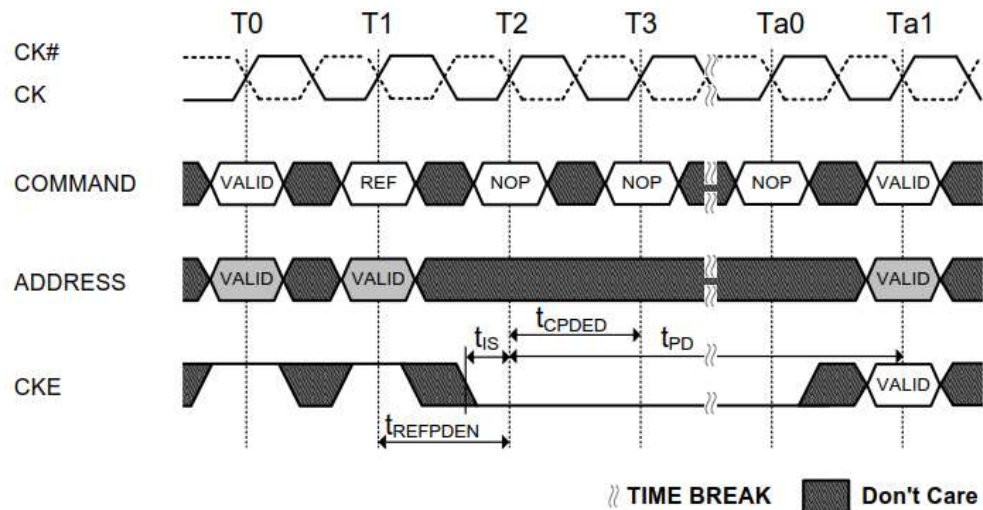 T0 T1 T2 T3 Ta0 Ta1
CK#
CK
COMMAND VALID REF NOP NOP NOP VALID
ADDRESS VALID VALID VALID
tCPDED
tIS tPD
CKE VALID
tREFPDEN
TIME BREAK Don't Care